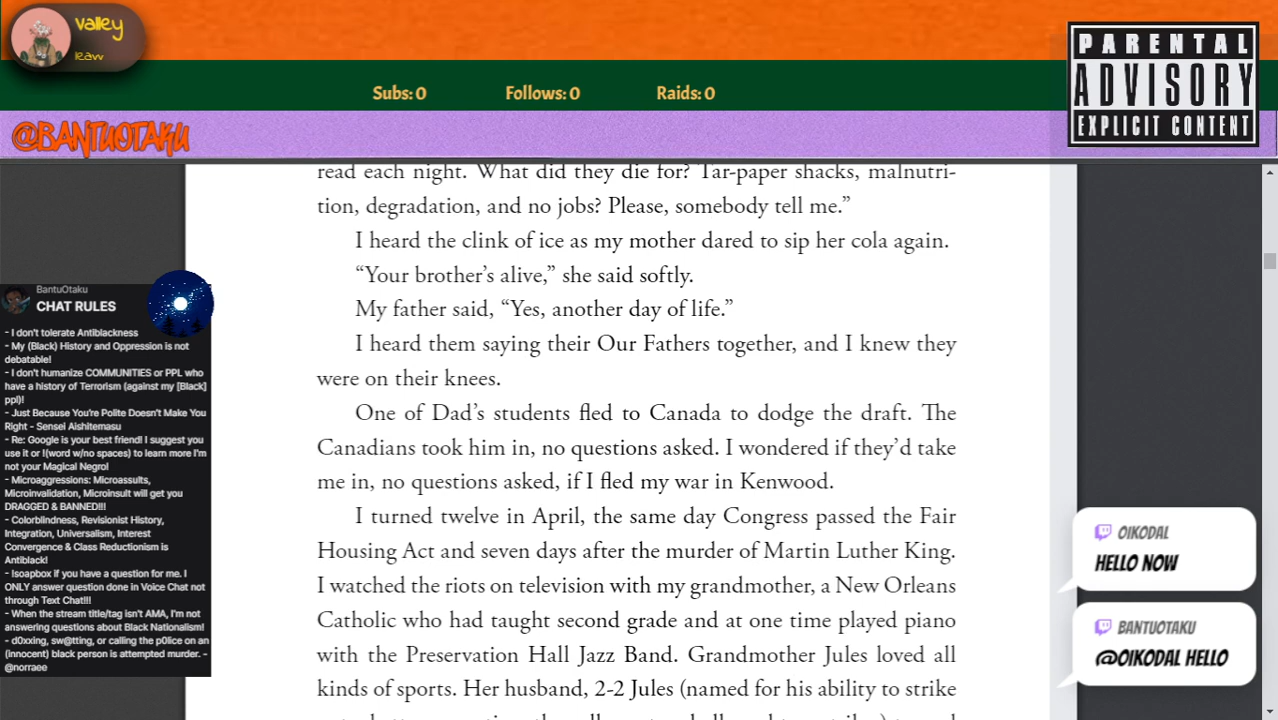 valley
lean
Subs: 0
Follows: 0
Raids: 0
PARENTAL
ADVISORY
EXPLICIT CONTENT
@BANTUOTAKU
read each night. What did they die for? Tar-paper shacks, malnutri-
tion, degradation, and no jobs? Please, somebody tell me.”
I heard the clink of ice as my mother dared to sip her cola again.
“Your brother’s alive,” she said softly.
My father said, “Yes, another day of life.”
I heard them saying their Our Fathers together, and I knew they
were on their knees.
One of Dad’s students fled to Canada to dodge the draft. The
Canadians took him in, no questions asked. I wondered if they’d take
me in, no questions asked, if I fled my war in Kenwood.
I turned twelve in April, the same day Congress passed the Fair
Housing Act and seven days after the murder of Martin Luther King.
I watched the riots on television with my grandmother, a New Orleans
Catholic who had taught second grade and at one time played piano
with the Preservation Hall Jazz Band. Grandmother Jules loved all
kinds of sports. Her husband, 2-2 Jules (named for his ability to strike
BantuOtaku
CHAT RULES
- I don't tolerate Antiblackness
- My (Black) History and Oppression is not
debatable!
- I don't humanize COMMUNITIES or PPL who
have a history of Terrorism (against my [Black]
ppl)!
- Just Because You're Polite Doesn't Make You
Right - Sensei Aishitemasu
- Re: Google is your best friend! I suggest you
use it or !(word w/no spaces) to learn more I'm
not your Magical Negro!
- Microaggressions: Microassults,
Microinvalidation, Microinsult will get you
DRAGGED & BANNED!!!
- Colorblindness, Revisionist History,
Integration, Universalism, Interest
Convergence & Class Reductionism is
Antiblack!
- !soapbox if you have a question for me. I
ONLY answer question done in Voice Chat not
through Text Chat!!!
- When the stream title/tag isn't AMA, I'm not
answering questions about Black Nationalism!
- d0xxing, sw@tting, or calling the p0lice on an
(innocent) black person is attempted murder. -
@norraee
OIKODAL
HELLO NOW
BANTUOTAKU
@OIKODAL HELLO